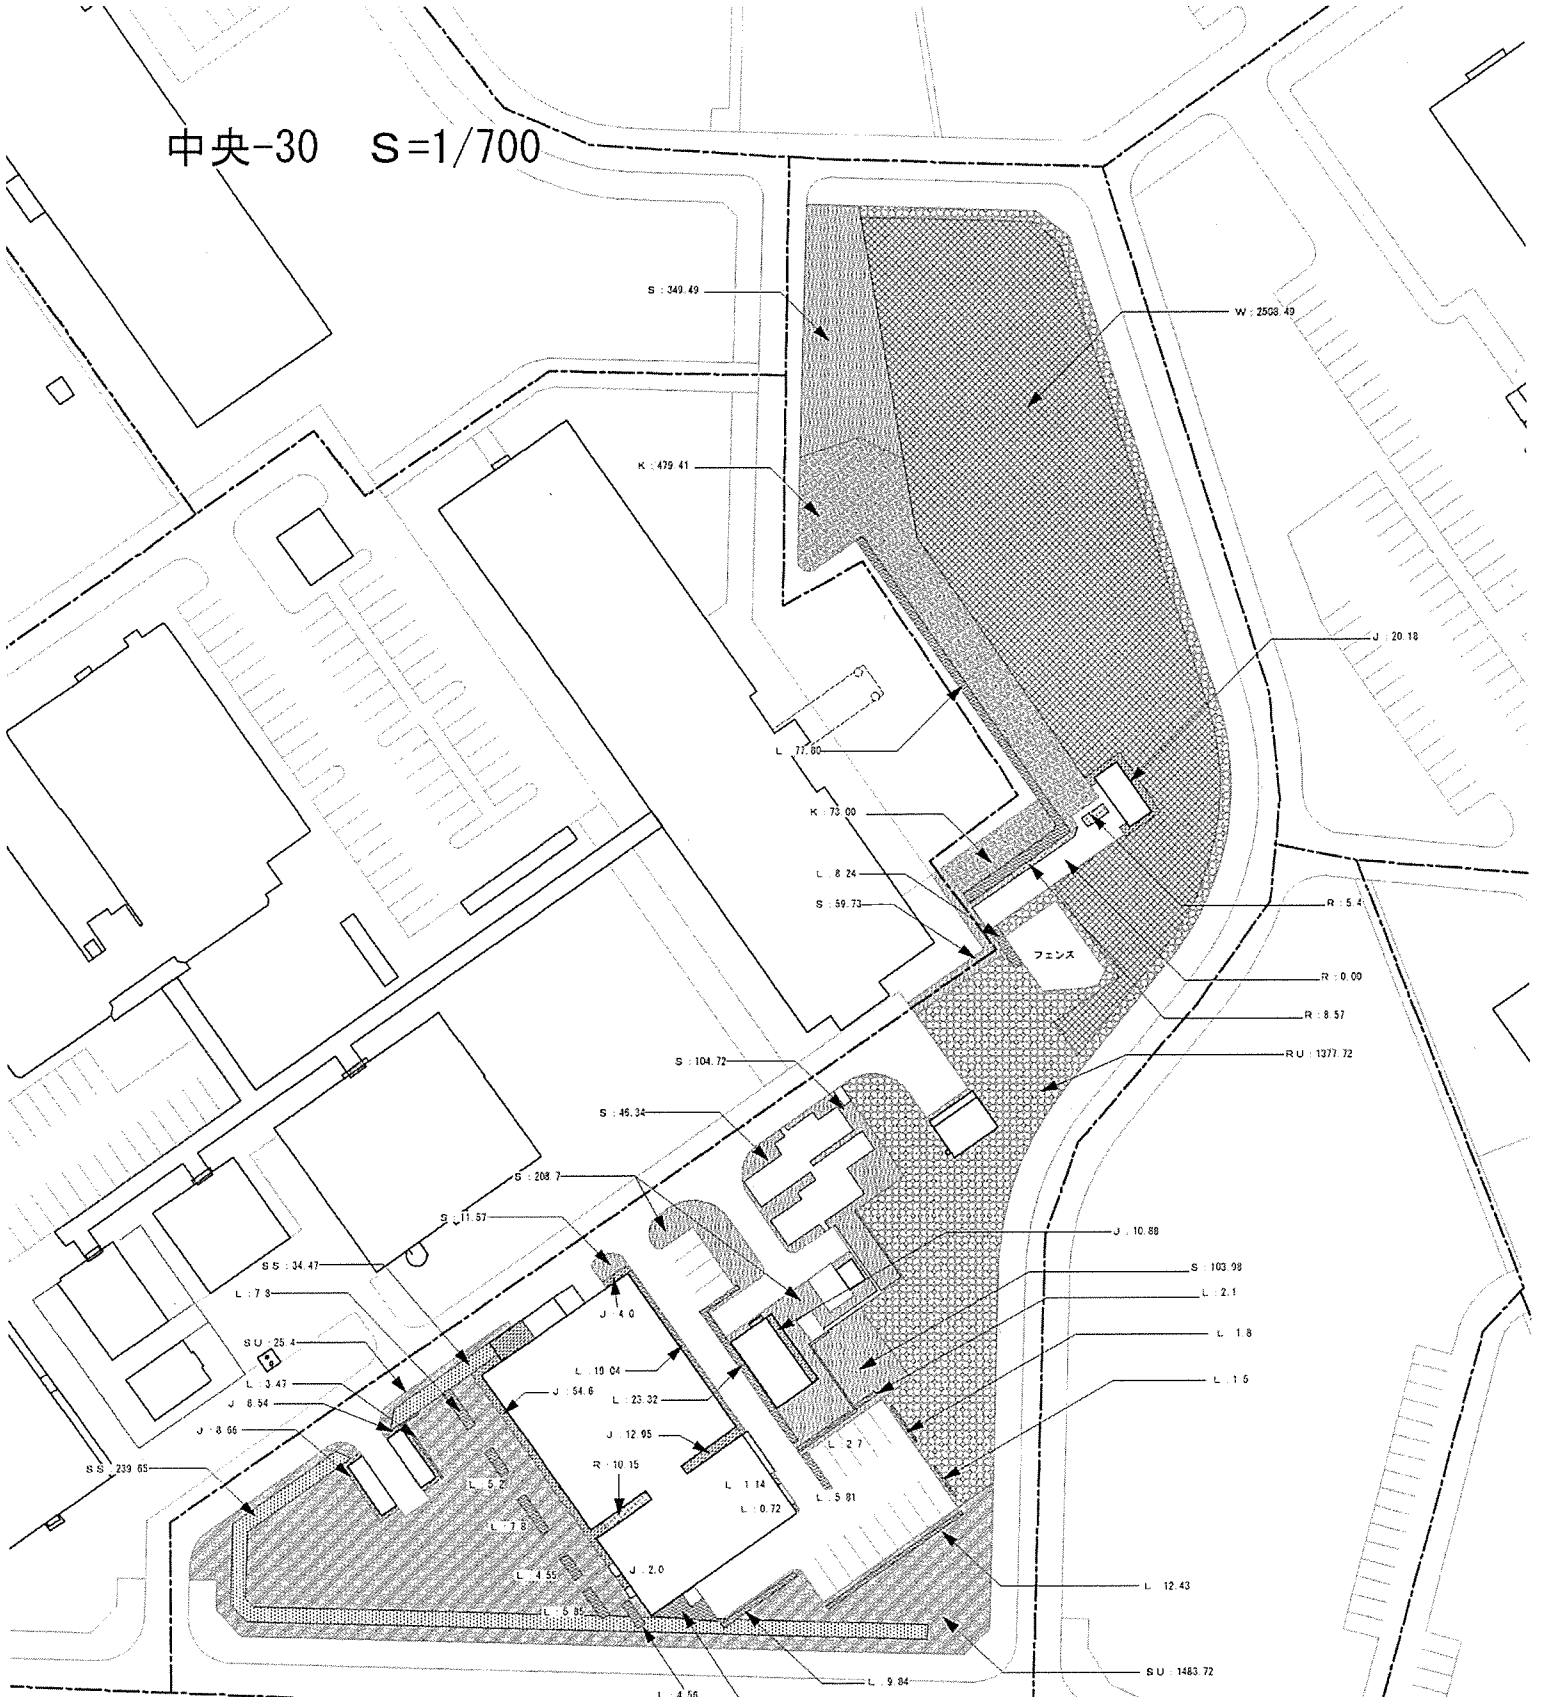 中央-30 S=1/700
S : 349.49
W : 2508.49
K : 479.41
J : 20.18
L : 77.80
K : 73.00
L : 8.24
S : 59.73
R : 5.4
フェンス
R : 0.00
R : 8.57
RU : 1377.72
S : 104.72
S : 46.34
S : 208.7
S : 11.57
J : 10.88
SS : 34.47
S : 103.98
L : 7.8
L : 2.1
J : 4.0
SU : 25.4
L : 1.8
L : 19.04
L : 3.47
J : 54.6
L : 23.32
L : 1.5
J : 8.54
J : 8.66
J : 12.95
L : 2.7
SS : 239.65
R : 10.15
L : 5.2
L : 1.14
L : 5.81
L : 0.72
L : 7.8
J : 2.0
L : 4.55
L : 12.43
L : 5.85
SU : 1483.72
L : 9.84
L : 4.56